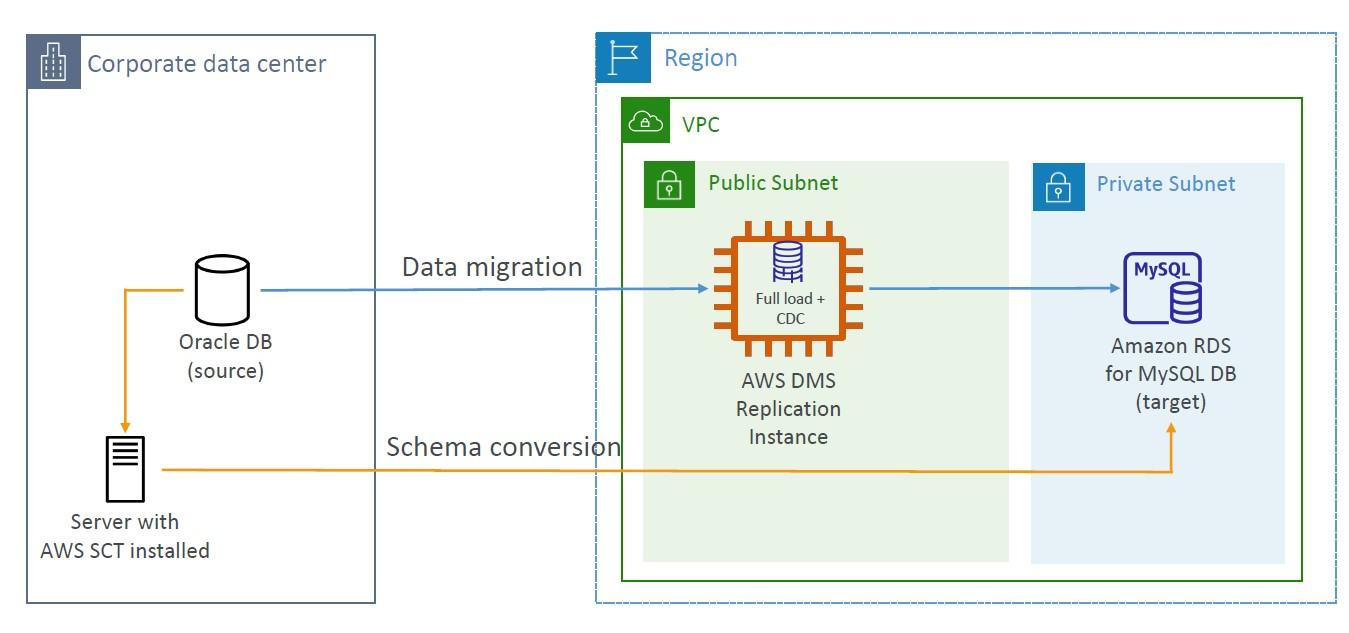 Corporate data center
Region
VPC
Public Subnet
Private Subnet
Data migration
Full load +
CDC
MySQL
Oracle DB
(source)
AWS DMS
Replication
Instance
Amazon RDS
for MySQL DB
(target)
Schema conversion
Server with
AWS SCT installed